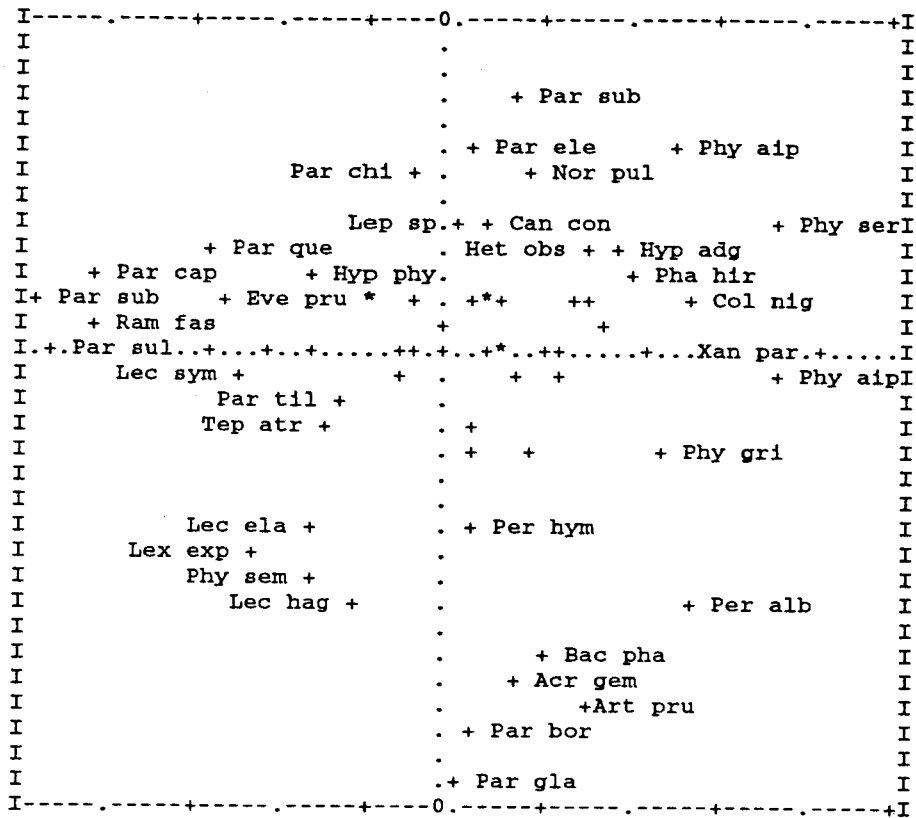 I-----.-----+-----.-----+----0.-----+-----.-----+-----.-----+I
I . I
I . I
I . + Par sub I
I . I
I . + Par ele + Phy aip I
I Par chi + . + Nor pul I
I . I
I Lep sp.+ + Can con + Phy serI
I + Par que . Het obs + + Hyp adg I
I + Par cap + Hyp phy. + Pha hir I
I+ Par sub + Eve pru * + . +*+ ++ + Col nig I
I + Ram fas + + I
I.+.Par sul..+...+..+.....++.+..+*..++.....+...Xan par.+.....I
I Lec sym + + . + + + Phy aipI
I Par til + . I
I Tep atr + . + I
I . + + + Phy gri I
I . I
I . I
I Lec ela + . + Per hym I
I Lex exp + . I
I Phy sem + . I
I Lec hag + . + Per alb I
I . I
I . + Bac pha I
I . + Acr gem I
I . +Art pru I
I . + Par bor I
I . I
I .+ Par gla I
I-----.-----+-----.-----+----0.-----+-----.-----+-----.-----+I